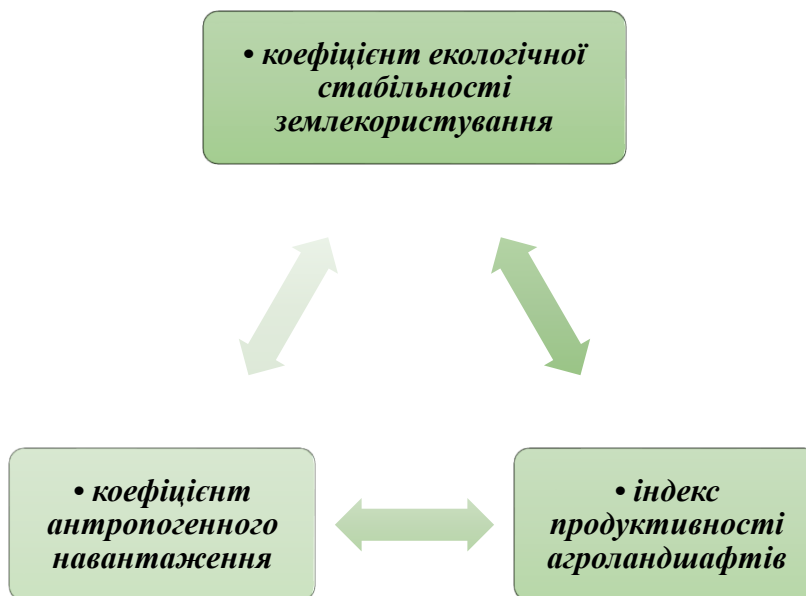 • коефіцієнт екологічної
стабільності
землекористування
• коефіцієнт
антропогенного
навантаження
• індекс
продуктивності
агроландшафтів